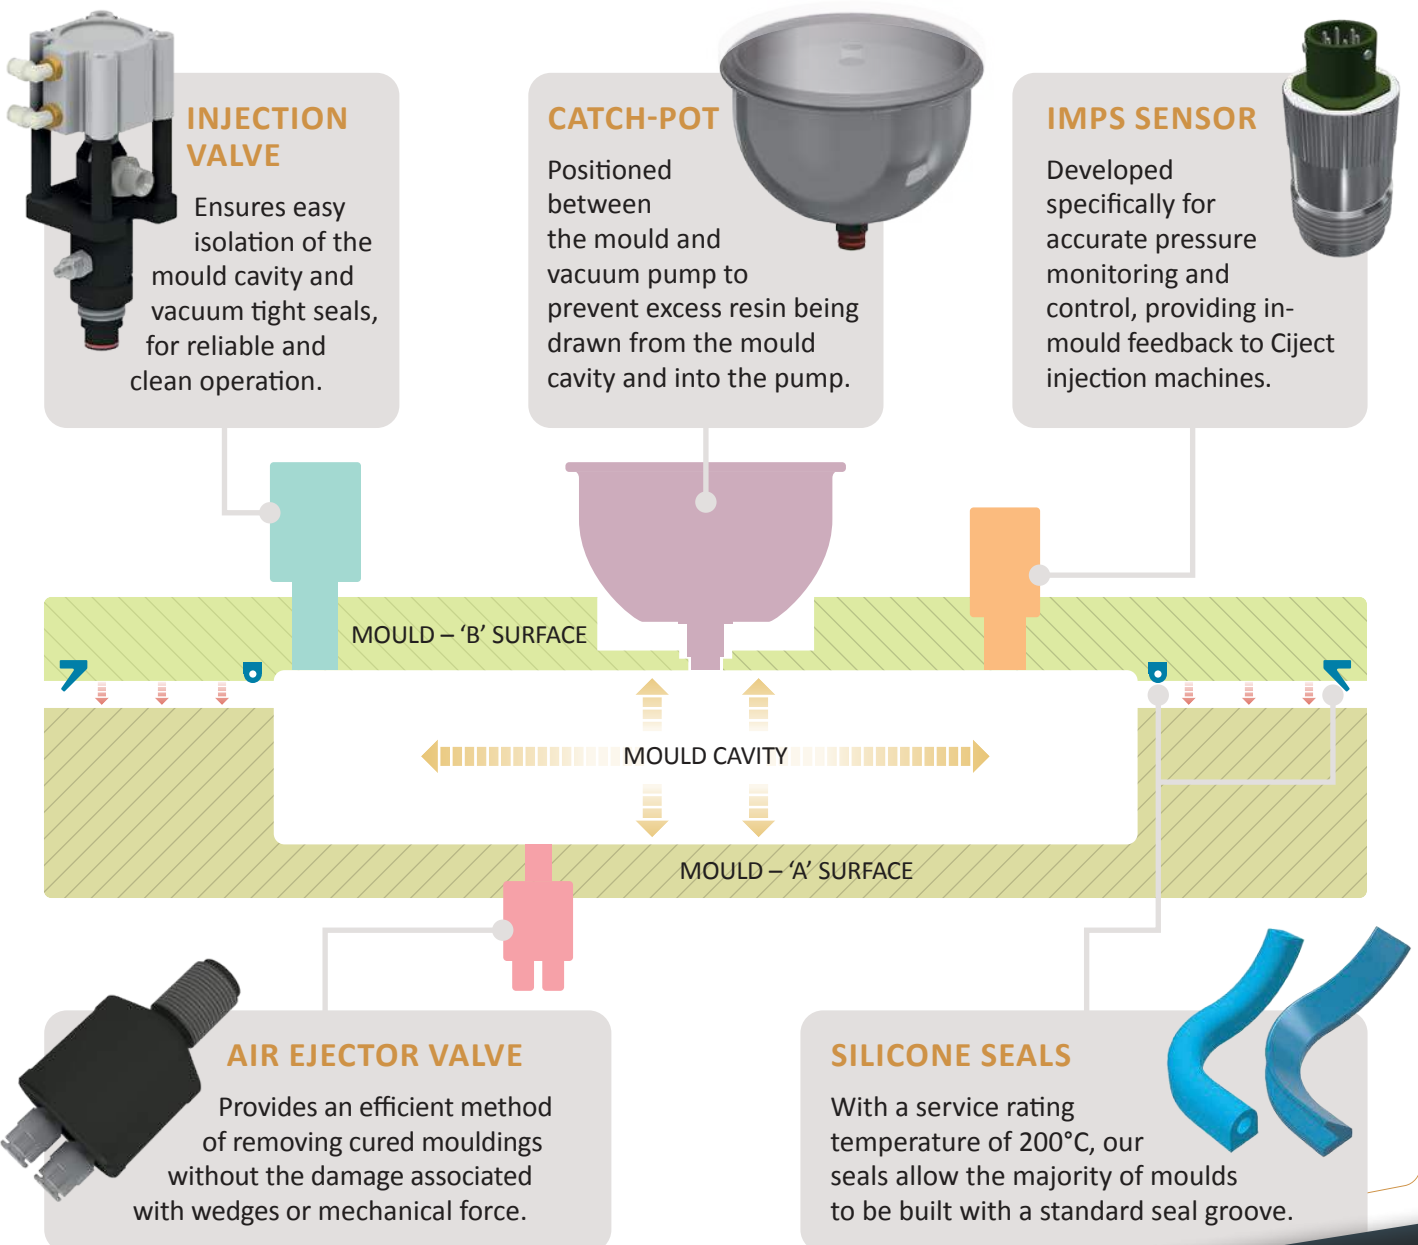 INJECTION
VALVE
Ensures easy
isolation of the
mould cavity and
vacuum tight seals,
for reliable and
clean operation.
CATCH-POT
Positioned
between
the mould and
vacuum pump to
prevent excess resin being
drawn from the mould
cavity and into the pump.
IMPS SENSOR
Developed
specifically for
accurate pressure
monitoring and
control, providing in-
mould feedback to Ciject
injection machines.
MOULD – ‘B’ SURFACE
MOULD CAVITY
MOULD – ‘A’ SURFACE
AIR EJECTOR VALVE
Provides an efficient method
of removing cured mouldings
without the damage associated
with wedges or mechanical force.
SILICONE SEALS
With a service rating
temperature of 200°C, our
seals allow the majority of moulds
to be built with a standard seal groove.